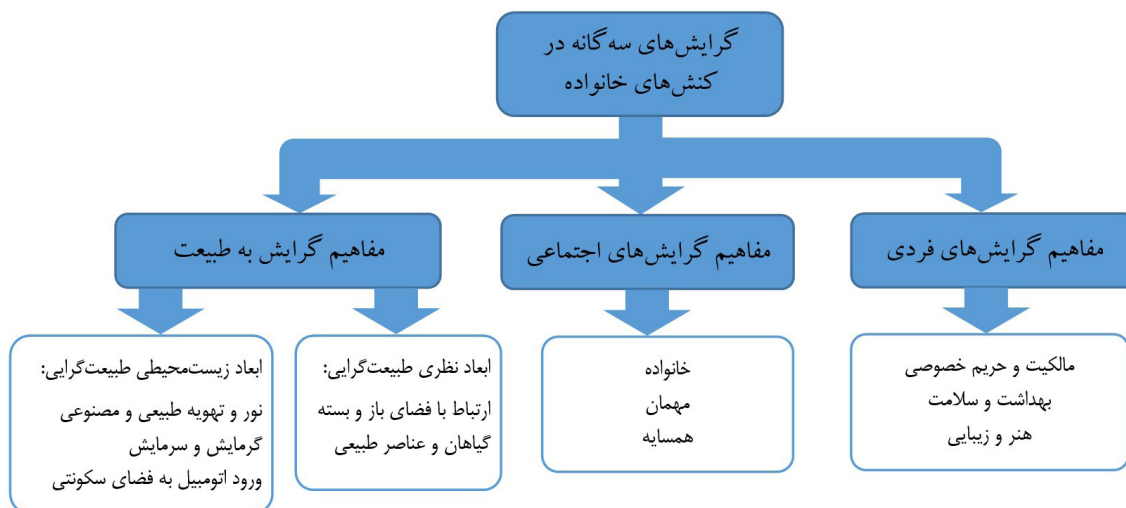 گرایش‌های سه‌گانه در
کنش‌های خانواده
مفاهیم گرایش‌های فردی
مفاهیم گرایش‌های اجتماعی
مفاهیم گرایش به طبیعت
مالکیت و حریم خصوصی
بهداشت و سلامت
هنر و زیبایی
خانواده
مهمان
همسایه
ابعاد نظری طبیعت‌گرایی:
ارتباط با فضای باز و بسته
گیاهان و عناصر طبیعی
ابعاد زیست‌محیطی طبیعت‌گرایی:
نور و تهویه طبیعی و مصنوعی
گرمایش و سرمایش
ورود اتومبیل به فضای سکونتی